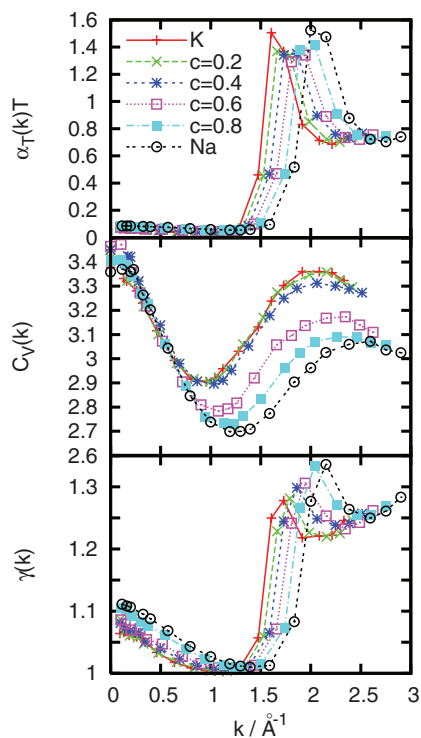 1.6
1.4
1.2
1
0.8
0.6
0.4
0.2
0
α_T(k)T
K
c=0.2
c=0.4
c=0.6
c=0.8
Na
3.4
3.3
3.2
3.1
3
2.9
2.8
2.7
2.6
C_V(k)
1.3
1.2
1.1
1
γ(k)
0 0.5 1 1.5 2 2.5 3
k / Å⁻¹